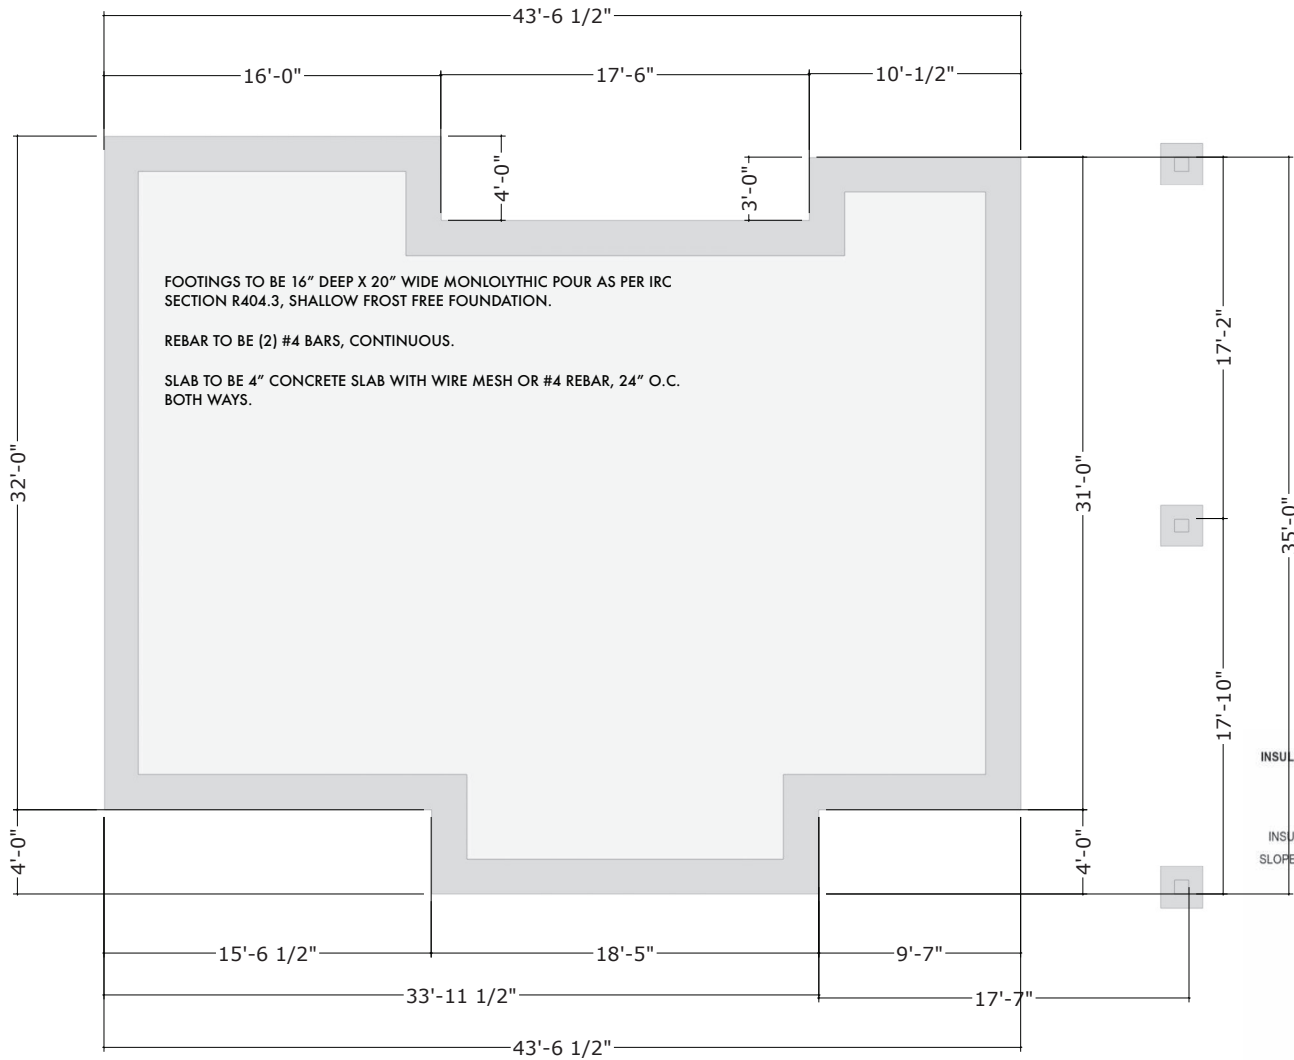 43'-6 1/2"
16'-0"
17'-6"
10'-1/2"
4'-0"
3'-0"
FOOTINGS TO BE 16" DEEP X 20" WIDE MONLOLYTHIC POUR AS PER IRC
SECTION R404.3, SHALLOW FROST FREE FOUNDATION.
REBAR TO BE (2) #4 BARS, CONTINUOUS.
SLAB TO BE 4" CONCRETE SLAB WITH WIRE MESH OR #4 REBAR, 24" O.C.
BOTH WAYS.
32'-0"
31'-0"
17'-2"
35'-0"
17'-10"
4'-0"
4'-0"
INSUL
INSU
SLOPE
15'-6 1/2"
18'-5"
9'-7"
33'-11 1/2"
17'-7"
43'-6 1/2"